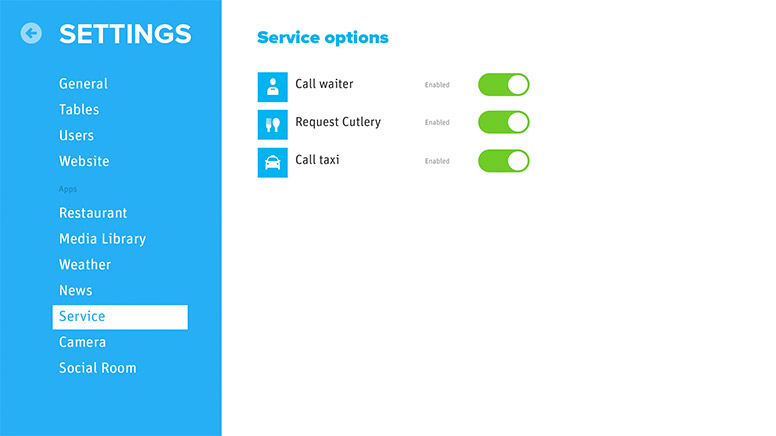 SETTINGS
General
Tables
Users
Website
Apps
Restaurant
Media Library
Weather
News
Service
Camera
Social Room
Service options
Call waiter Enabled
Request Cutlery Enabled
Call taxi Enabled